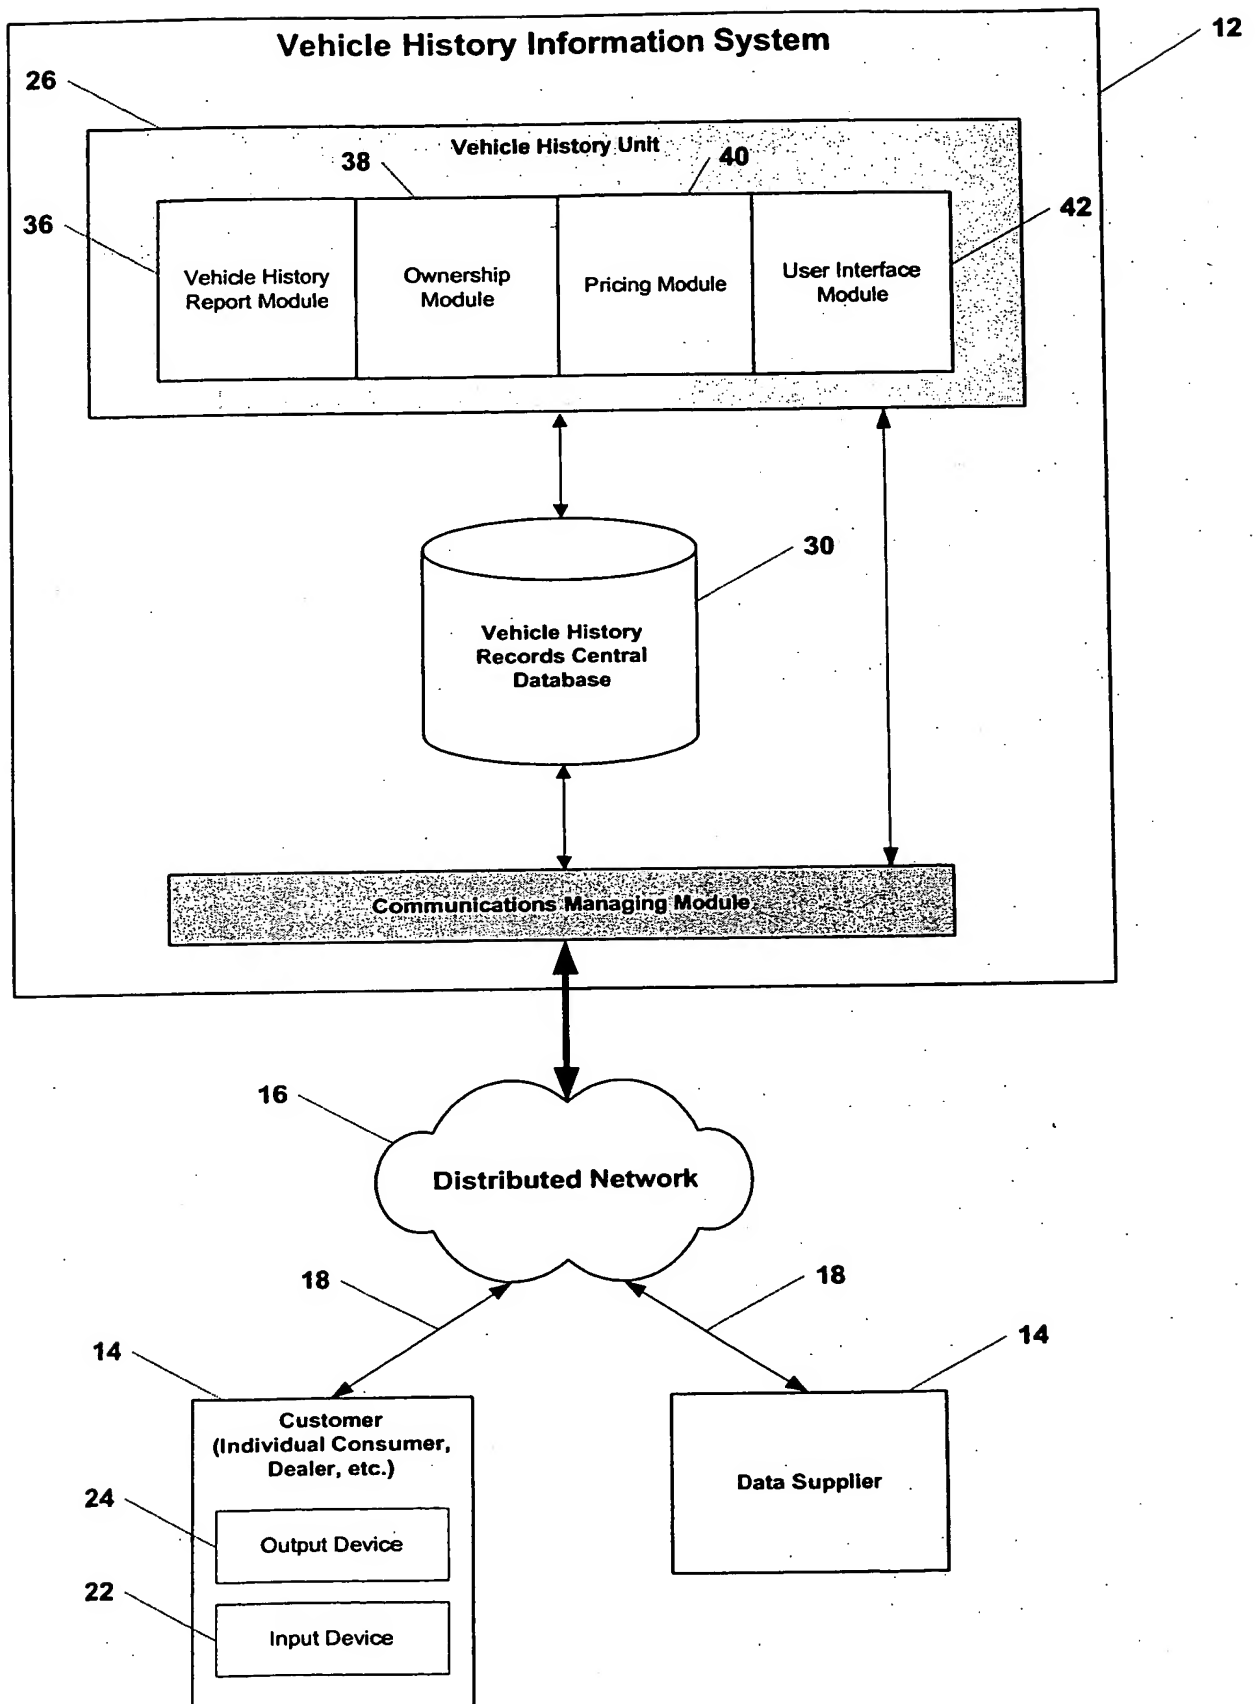 Vehicle History Information System
12
26
Vehicle History Unit
38
40
36
42
Vehicle History
Report Module
Ownership
Module
Pricing Module
User Interface
Module
30
Vehicle History
Records Central
Database
Communications Managing Module
16
Distributed Network
18
18
14
14
Customer
(Individual Consumer,
Dealer, etc.)
Data Supplier
24
Output Device
22
Input Device